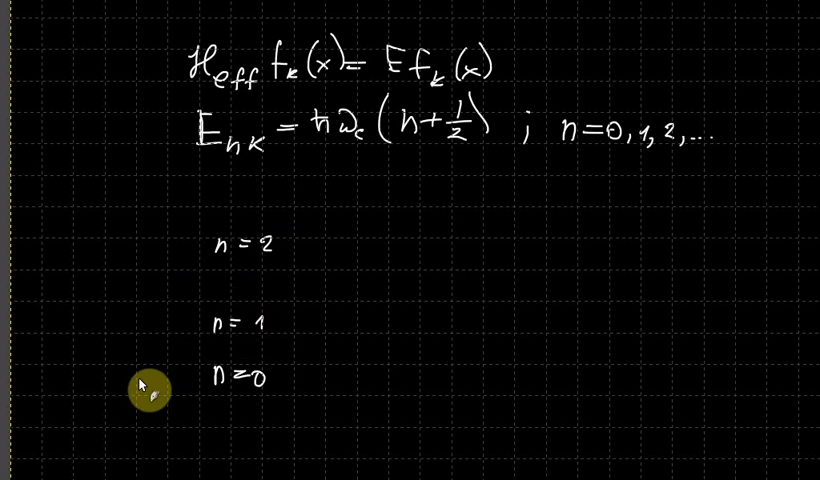 H_eff f_k(x) = E f_k(x)
E_nk = ħω_c (n + 1/2) ; n = 0, 1, 2, ...
n = 2
n = 1
n = 0